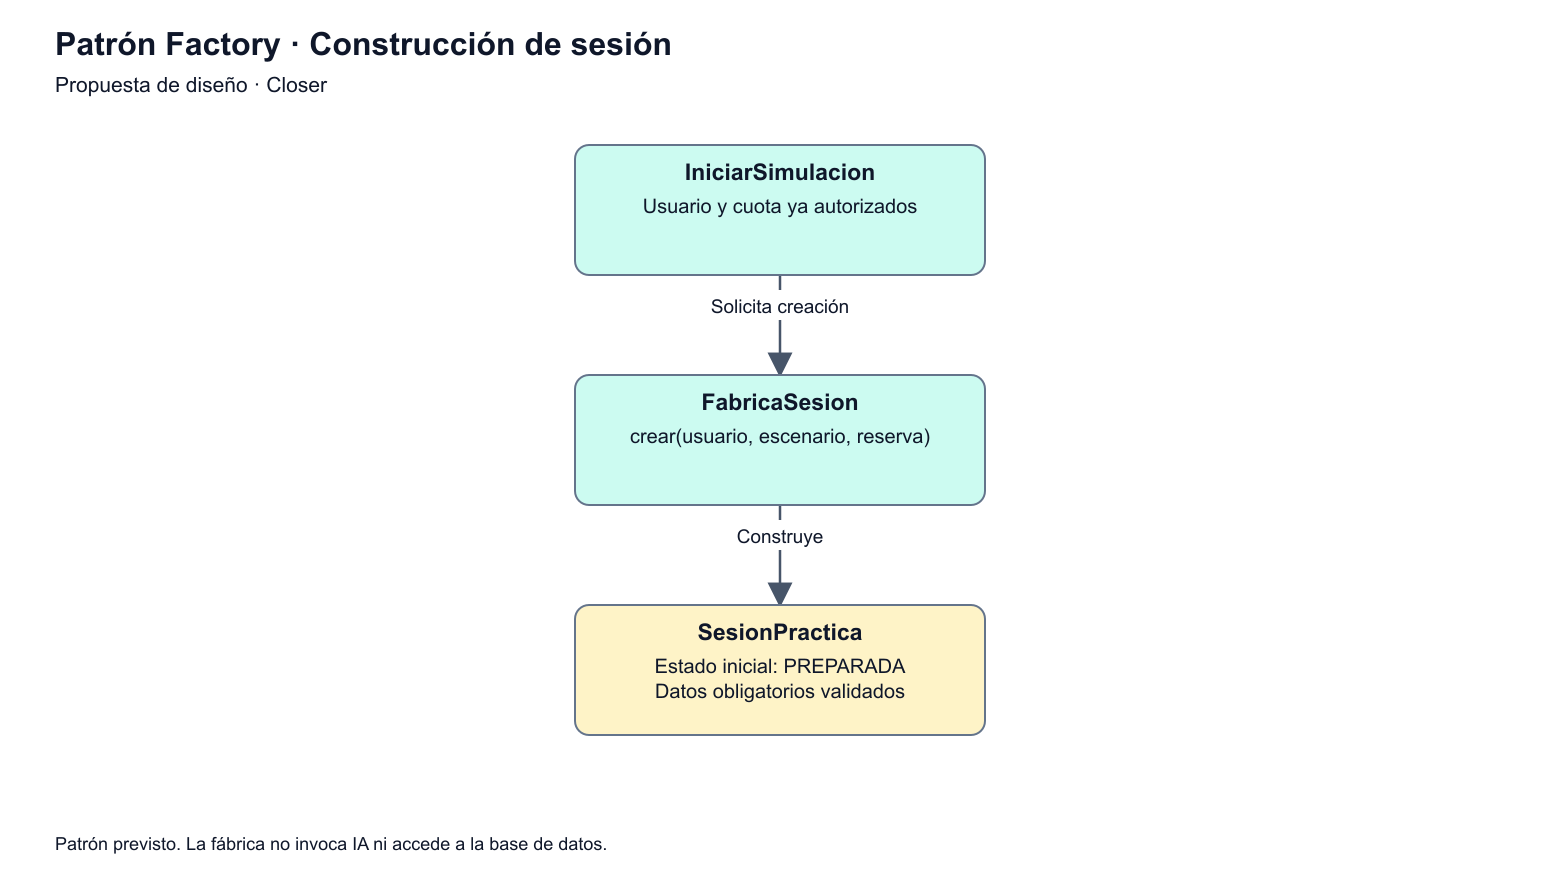 Patrón Factory · Construcción de sesión
Propuesta de diseño · Closer
IniciarSimulacion
Usuario y cuota ya autorizados
Solicita creación
FabricaSesion
crear(usuario, escenario, reserva)
Construye
SesionPractica
Estado inicial: PREPARADA
Datos obligatorios validados
Patrón previsto. La fábrica no invoca IA ni accede a la base de datos.